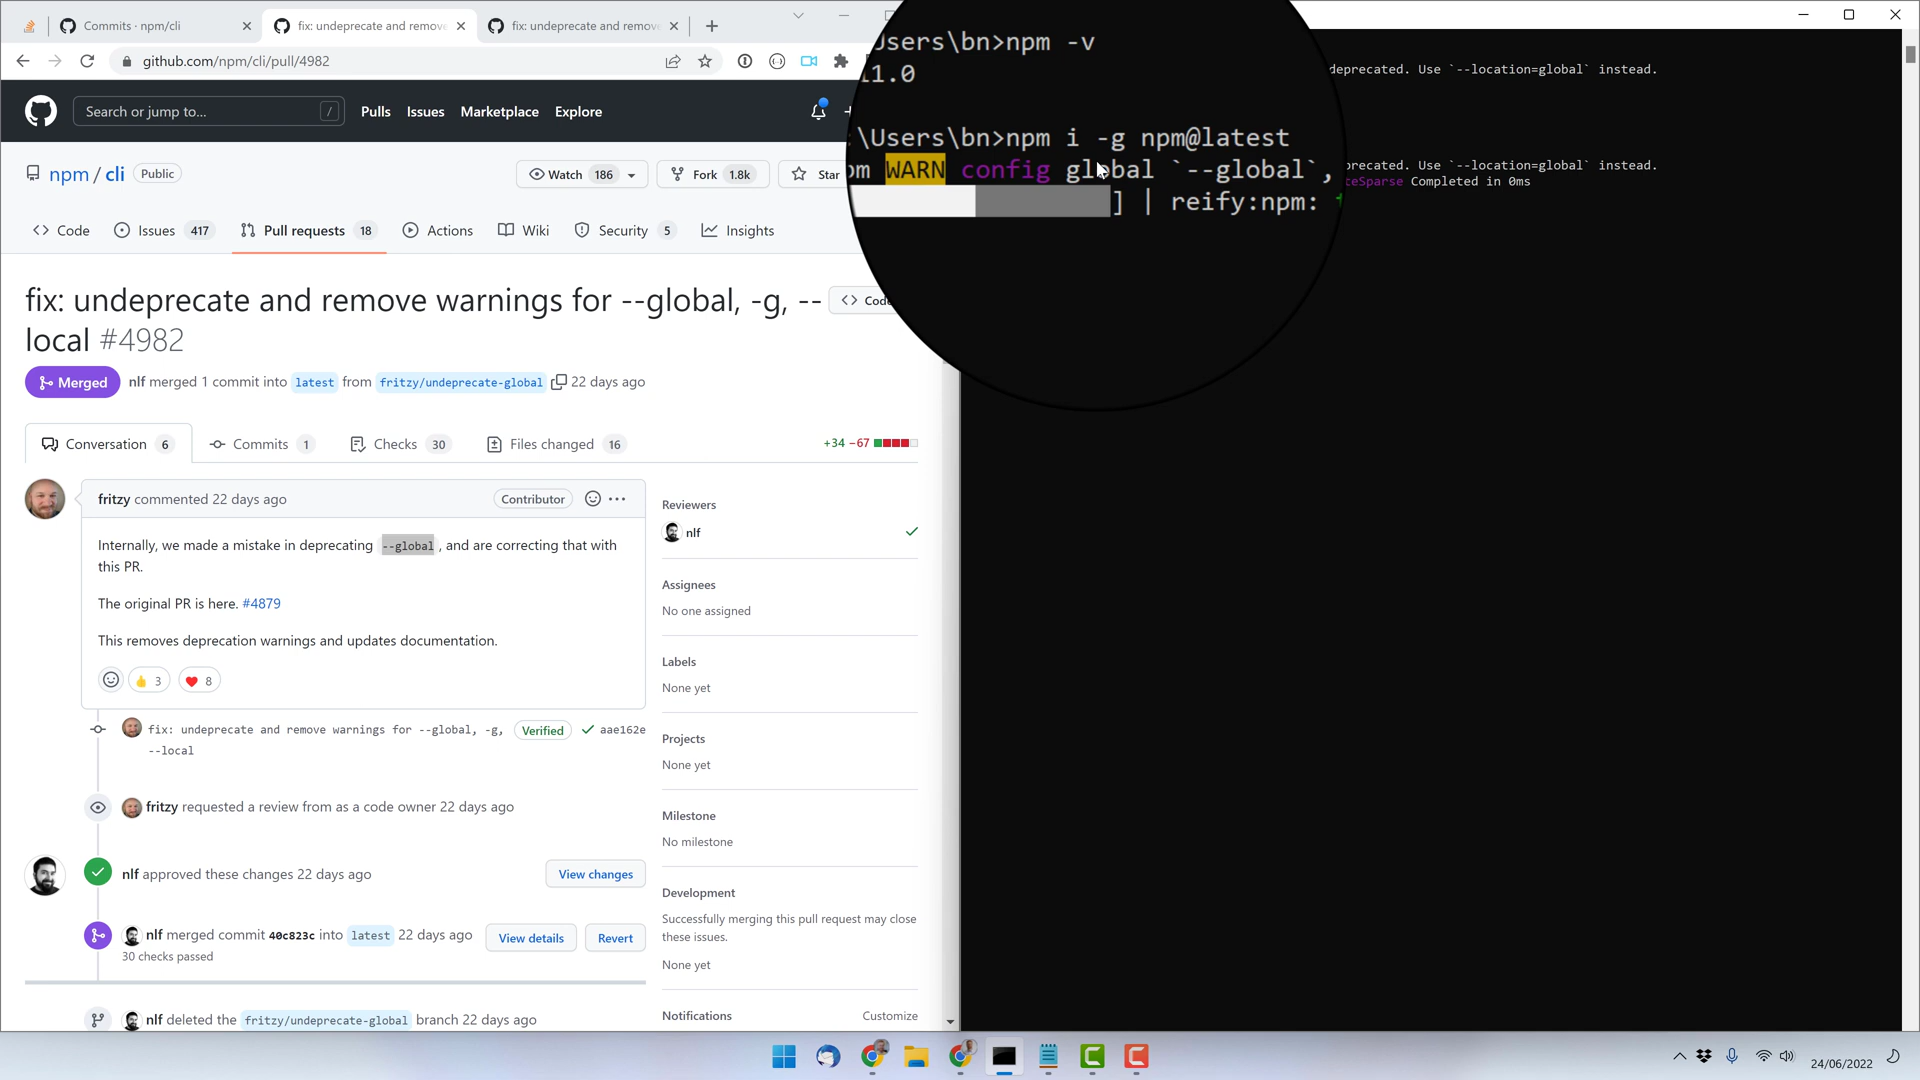 Commits · npm/cli
fix: undeprecate and remove
fix: undeprecate and remove
github.com/npm/cli/pull/4982
Search or jump to...
/
Pulls
Issues
Marketplace
Explore
npm / cli
Public
Watch 186
Fork 1.8k
Star
Code
Issues 417
Pull requests 18
Actions
Wiki
Security 5
Insights
fix: undeprecate and remove warnings for --global, -g, --
local #4982
Code
Merged
nlf merged 1 commit into latest from fritzy/undeprecate-global 22 days ago
Conversation 6
Commits 1
Checks 30
Files changed 16
+34 −67
fritzy commented 22 days ago
Contributor
Internally, we made a mistake in deprecating --global, and are correcting that with
this PR.
The original PR is here. #4879
This removes deprecation warnings and updates documentation.
3
8
fix: undeprecate and remove warnings for --global, -g,
--local
Verified
aae162e
fritzy requested a review from as a code owner 22 days ago
nlf approved these changes 22 days ago
View changes
nlf merged commit 40c823c into latest 22 days ago
30 checks passed
View details
Revert
nlf deleted the fritzy/undeprecate-global branch 22 days ago
Reviewers
nlf
Assignees
No one assigned
Labels
None yet
Projects
None yet
Milestone
No milestone
Development
Successfully merging this pull request may close
these issues.
None yet
Notifications
Customize
Users\bn>npm -v
11.0
:\Users\bn>npm i -g npm@latest
pm WARN config global `--global`,
] | reify:npm:
deprecated. Use `--location=global` instead.
precated. Use `--location=global` instead.
teSparse Completed in 0ms
24/06/2022